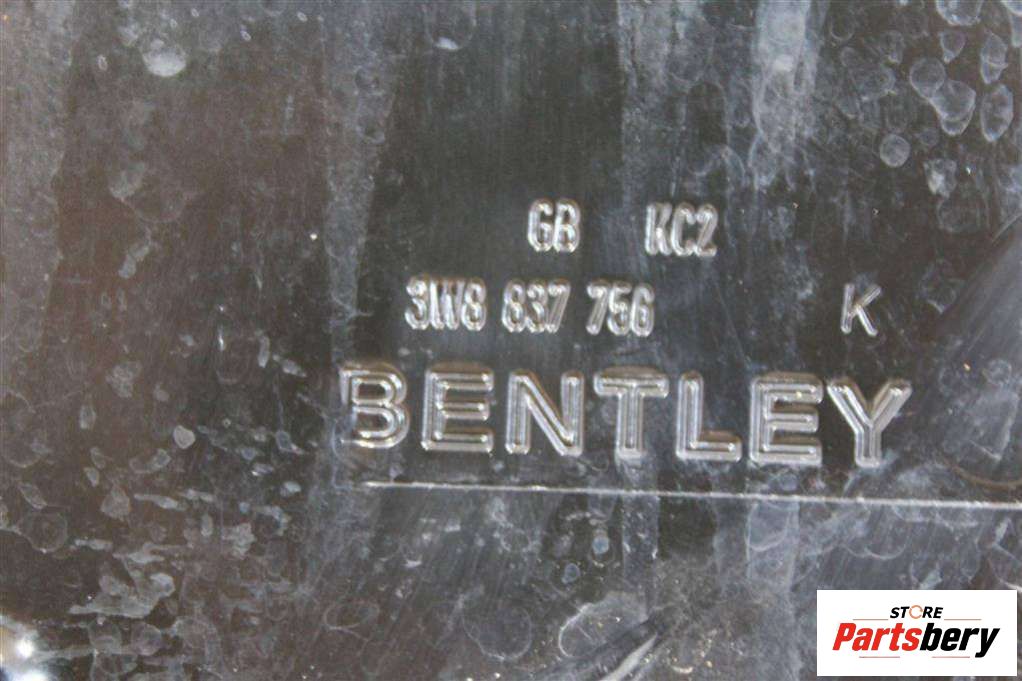 GB KC2
3W8 837 756 K
BENTLEY
STORE
Partsbery